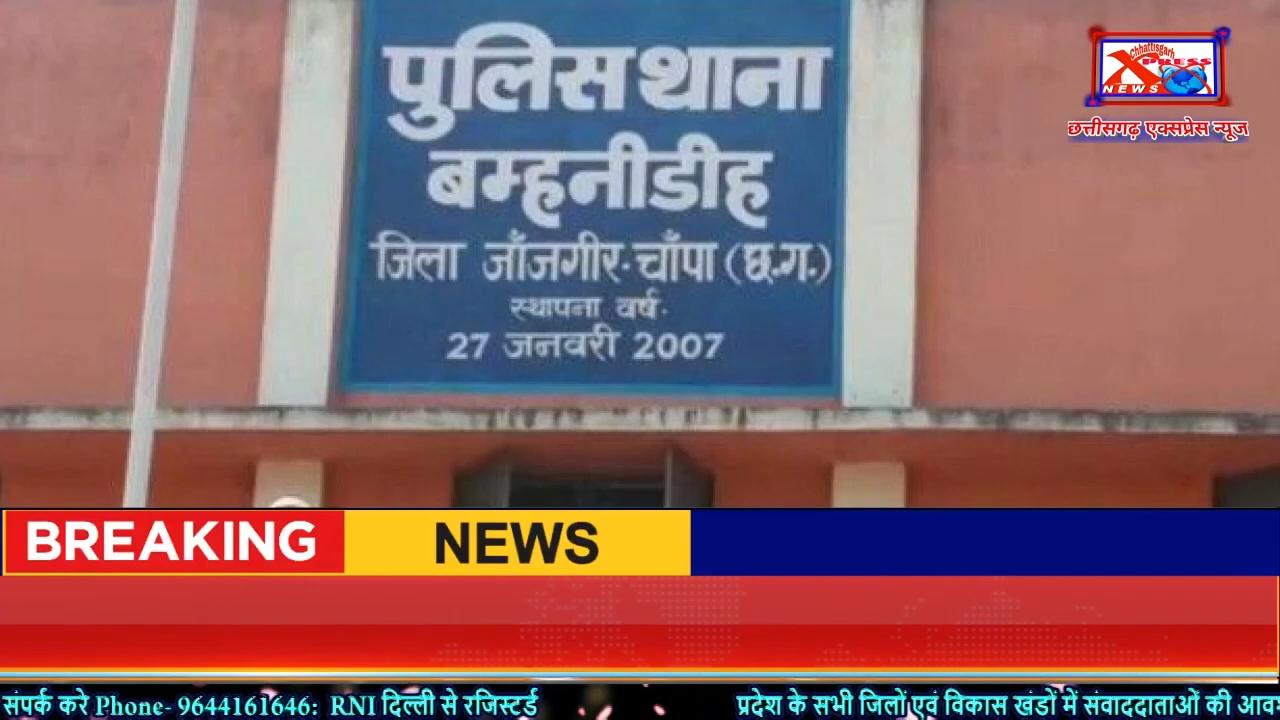 पुलिस थाना
बम्हनीडीह
जिला जाँजगीर-चाँपा (छ.ग.)
स्थापना वर्ष-
27 जनवरी 2007
Chhattisgarh
XPRESS
NEWS
छत्तीसगढ़ एक्सप्रेस न्यूज
BREAKING NEWS
संपर्क करे Phone- 9644161646: RNI दिल्ली से रजिस्टर्ड प्रदेश के सभी जिलों एवं विकास खंडों में संवाददाताओं की आव